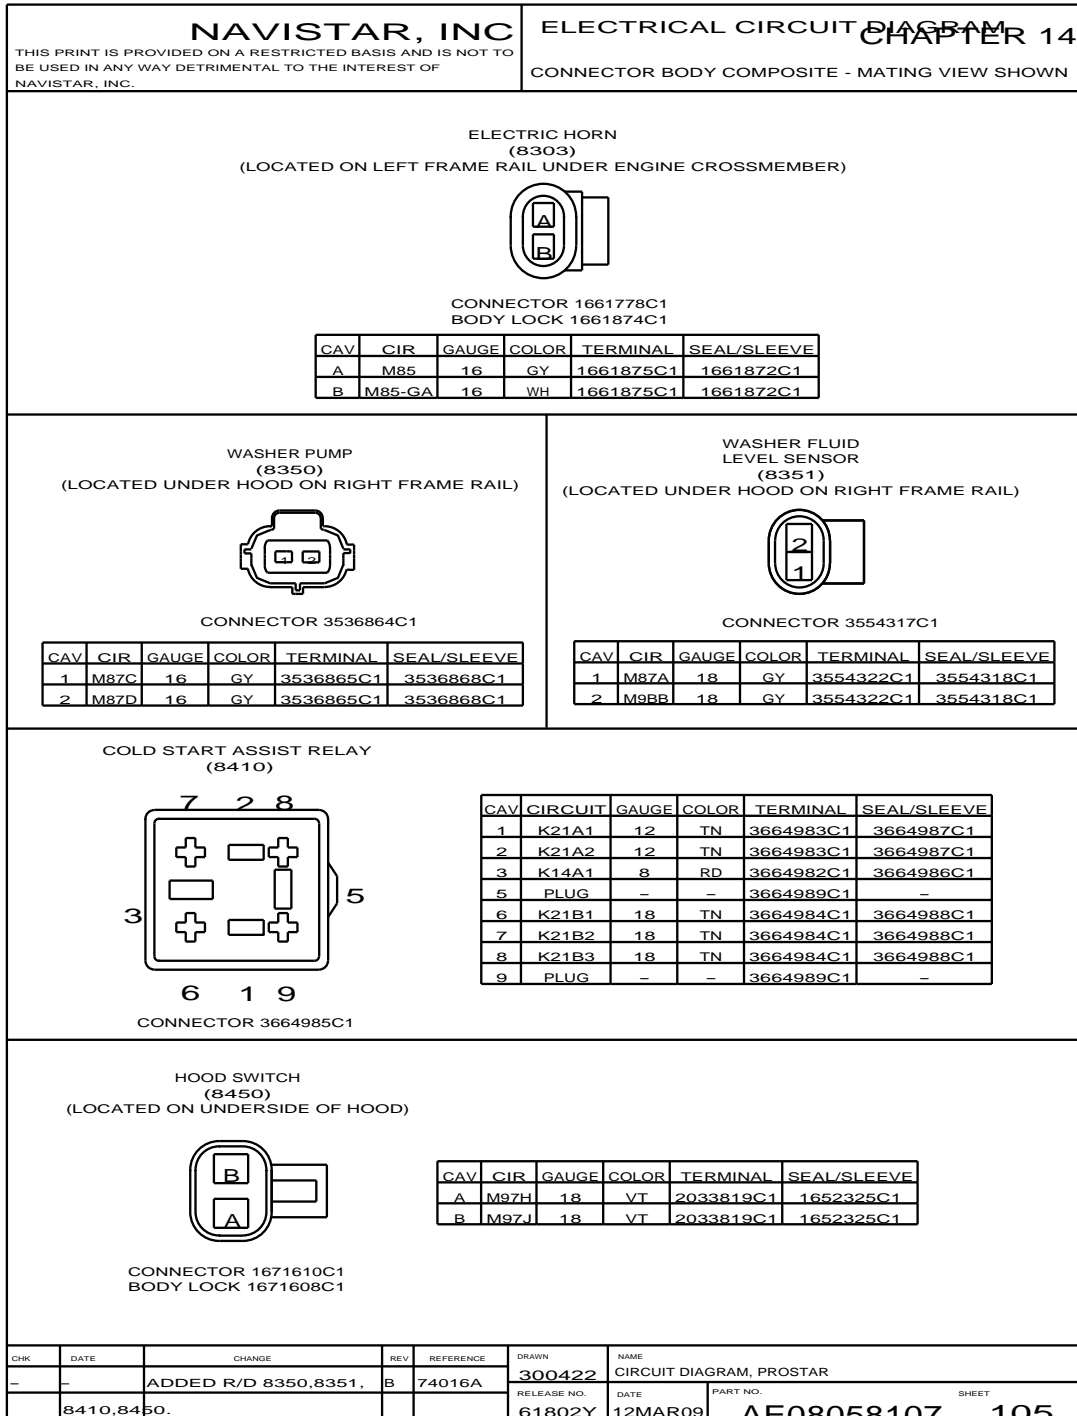 NAVISTAR, INC
THIS PRINT IS PROVIDED ON A RESTRICTED BASIS AND IS NOT TO
BE USED IN ANY WAY DETRIMENTAL TO THE INTEREST OF
NAVISTAR, INC.
ELECTRICAL CIRCUIT DIAGRAM
CHAPTER 14
CONNECTOR BODY COMPOSITE - MATING VIEW SHOWN
ELECTRIC HORN
(8303)
(LOCATED ON LEFT FRAME RAIL UNDER ENGINE CROSSMEMBER)
A
B
CONNECTOR 1661778C1
BODY LOCK 1661874C1
CAV CIR GAUGE COLOR TERMINAL SEAL/SLEEVE
A M85 16 GY 1661875C1 1661872C1
B M85-GA 16 WH 1661875C1 1661872C1
WASHER PUMP
(8350)
(LOCATED UNDER HOOD ON RIGHT FRAME RAIL)
1 2
CONNECTOR 3536864C1
CAV CIR GAUGE COLOR TERMINAL SEAL/SLEEVE
1 M87C 16 GY 3536865C1 3536868C1
2 M87D 16 GY 3536865C1 3536868C1
WASHER FLUID
LEVEL SENSOR
(8351)
(LOCATED UNDER HOOD ON RIGHT FRAME RAIL)
2
1
CONNECTOR 3554317C1
CAV CIR GAUGE COLOR TERMINAL SEAL/SLEEVE
1 M87A 18 GY 3554322C1 3554318C1
2 M9BB 18 GY 3554322C1 3554318C1
COLD START ASSIST RELAY
(8410)
7 2 8
3 5
6 1 9
CONNECTOR 3664985C1
CAV CIRCUIT GAUGE COLOR TERMINAL SEAL/SLEEVE
1 K21A1 12 TN 3664983C1 3664987C1
2 K21A2 12 TN 3664983C1 3664987C1
3 K14A1 8 RD 3664982C1 3664986C1
5 PLUG – – 3664989C1 –
6 K21B1 18 TN 3664984C1 3664988C1
7 K21B2 18 TN 3664984C1 3664988C1
8 K21B3 18 TN 3664984C1 3664988C1
9 PLUG – – 3664989C1 –
HOOD SWITCH
(8450)
(LOCATED ON UNDERSIDE OF HOOD)
B
A
CONNECTOR 1671610C1
BODY LOCK 1671608C1
CAV CIR GAUGE COLOR TERMINAL SEAL/SLEEVE
A M97H 18 VT 2033819C1 1652325C1
B M97J 18 VT 2033819C1 1652325C1
CHK DATE CHANGE REV REFERENCE
– – ADDED R/D 8350,8351, B 74016A
8410,8450.
DRAWN
300422
NAME
CIRCUIT DIAGRAM, PROSTAR
RELEASE NO.
61802Y
DATE
12MAR09
PART NO.
AE08058107
SHEET
105